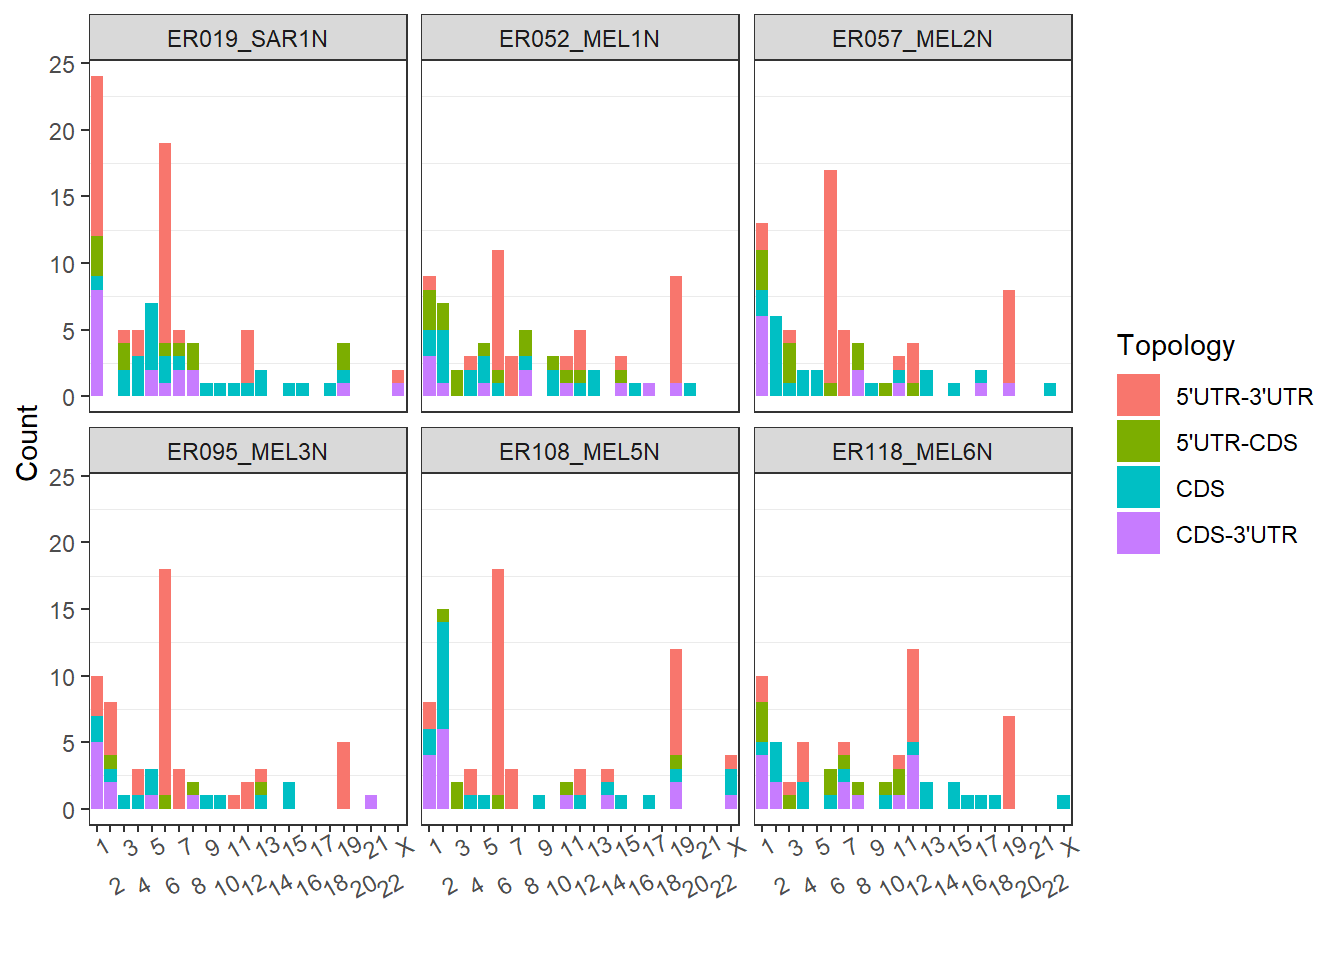 ER019_SAR1N ER052_MEL1N ER057_MEL2N
25
20
15
10
5
0
ER095_MEL3N ER108_MEL5N ER118_MEL6N
25
20
15
10
5
0
Count
1 3 5 7 9 11 13 15 17 19 21 X 1 3 5 7 9 11 13 15 17 19 21 X 1 3 5 7 9 11 13 15 17 19 21 X
2 4 6 8 10 12 14 16 18 20 22 2 4 6 8 10 12 14 16 18 20 22 2 4 6 8 10 12 14 16 18 20 22
Topology
5'UTR-3'UTR
5'UTR-CDS
CDS
CDS-3'UTR